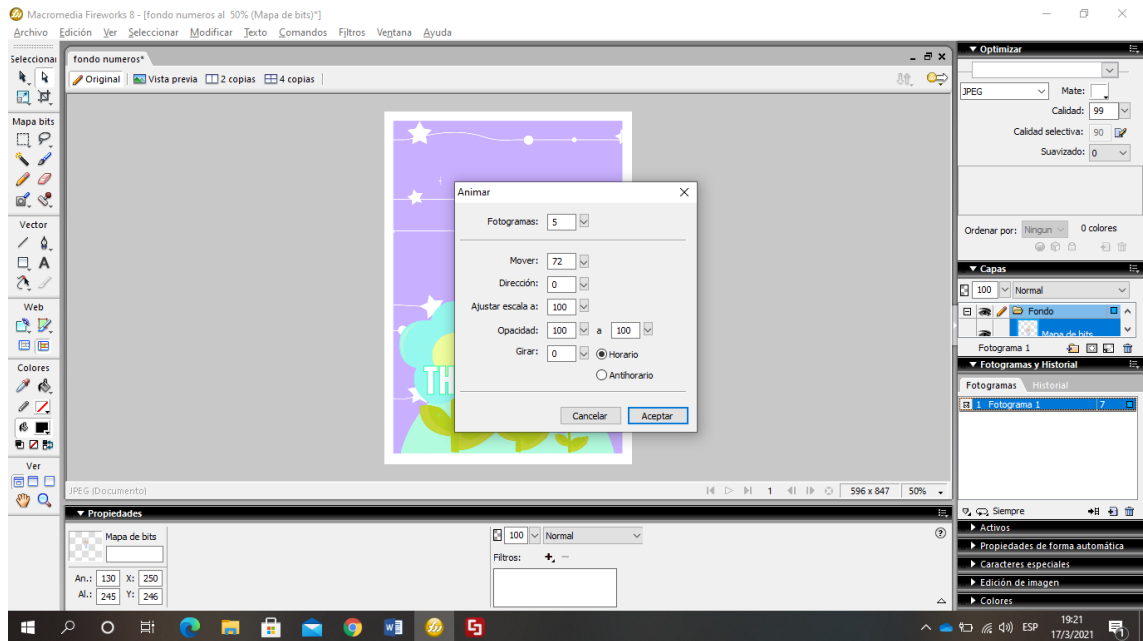 Macromedia Fireworks 8 - [fondo numeros al 50% (Mapa de bits)*]
Archivo Edición Ver Seleccionar Modificar Texto Comandos Filtros Ventana Ayuda
Seleccionar
fondo numeros*
Original Vista previa 2 copias 4 copias
Mapa bits
Vector
Web
Colores
Ver
TH
Animar
Fotogramas: 5
Mover: 72
Dirección: 0
Ajustar escala a: 100
Opacidad: 100 a 100
Girar: 0 Horario
Antihorario
Cancelar Aceptar
JPEG (Documento)
1 596 x 847 50%
Propiedades
Mapa de bits
An.: 130 X: 250
Al.: 245 Y: 246
100 Normal
Filtros:
Optimizar
JPEG Mate:
Calidad: 99
Calidad selectiva: 90
Suavizado: 0
Ordenar por: Ningun 0 colores
Capas
100 Normal
Fondo
Mapa de bits
Fotograma 1
Fotogramas y Historial
Fotogramas Historial
1 Fotograma 1 7
Siempre
Activos
Propiedades de forma automática
Caracteres especiales
Edición de imagen
Colores
ESP
19:21
17/3/2021
1